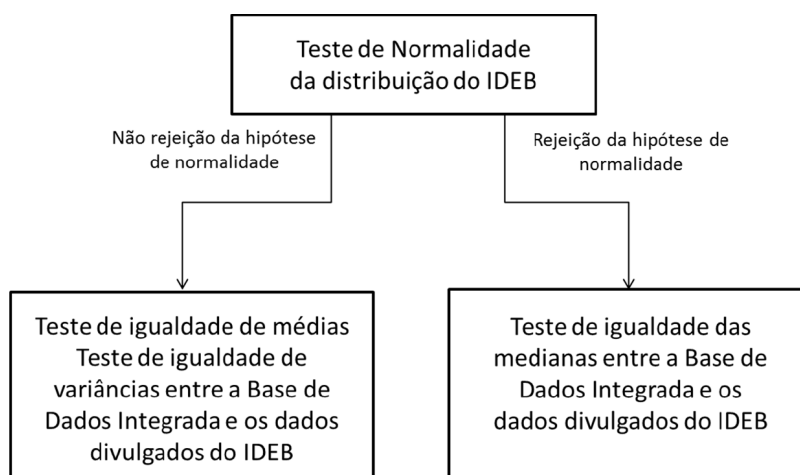 Teste de Normalidade
da distribuição do IDEB
Não rejeição da hipótese
de normalidade
Rejeição da hipótese de
normalidade
Teste de igualdade de médias
Teste de igualdade de
variâncias entre a Base de
Dados Integrada e os dados
divulgados do IDEB
Teste de igualdade das
medianas entre a Base de
Dados Integrada e os
dados divulgados do IDEB